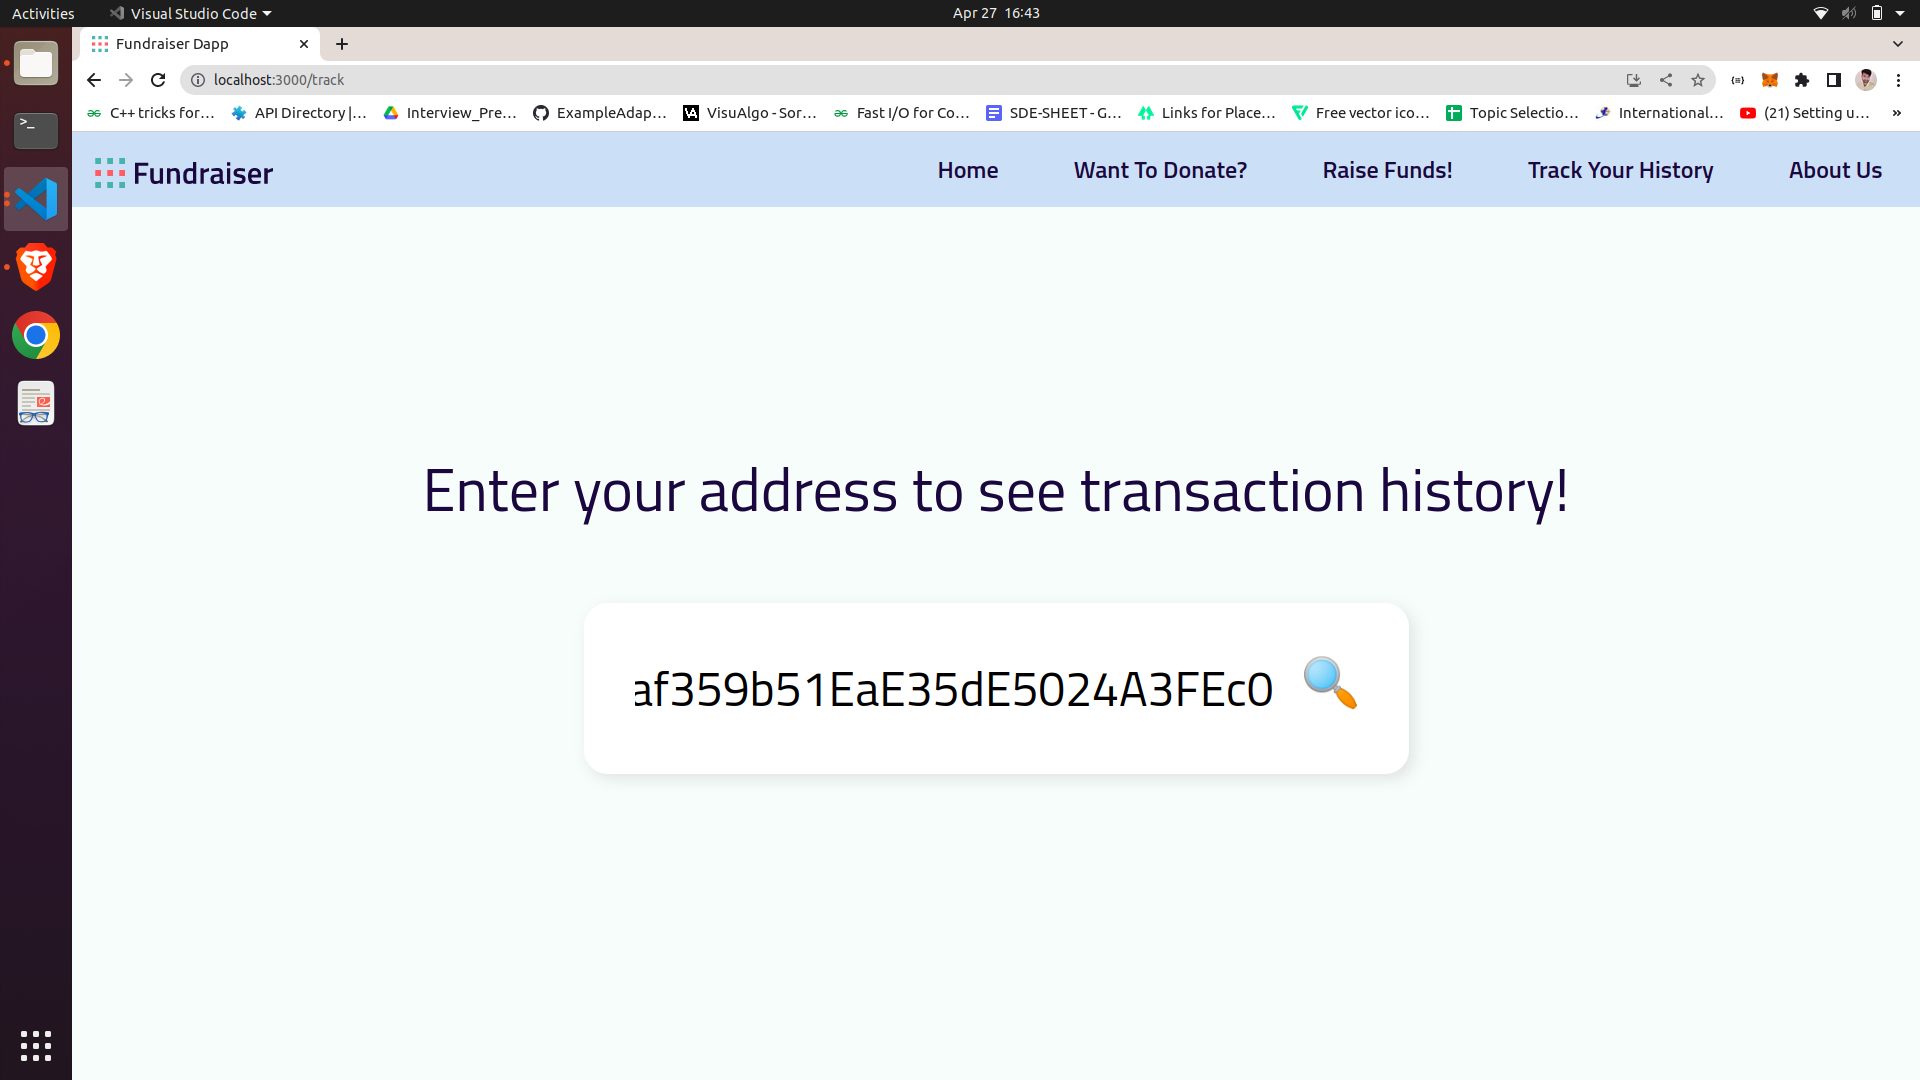 Activities
Visual Studio Code
Apr 27 16:43
Fundraiser Dapp
localhost:3000/track
C++ tricks for…
API Directory |…
Interview_Pre…
ExampleAdap…
VisuAlgo - Sor…
Fast I/O for Co…
SDE-SHEET - G…
Links for Place…
Free vector ico…
Topic Selectio…
International…
(21) Setting u…
»
Fundraiser
Home
Want To Donate?
Raise Funds!
Track Your History
About Us
Enter your address to see transaction history!
af359b51EaE35dE5024A3FEc0